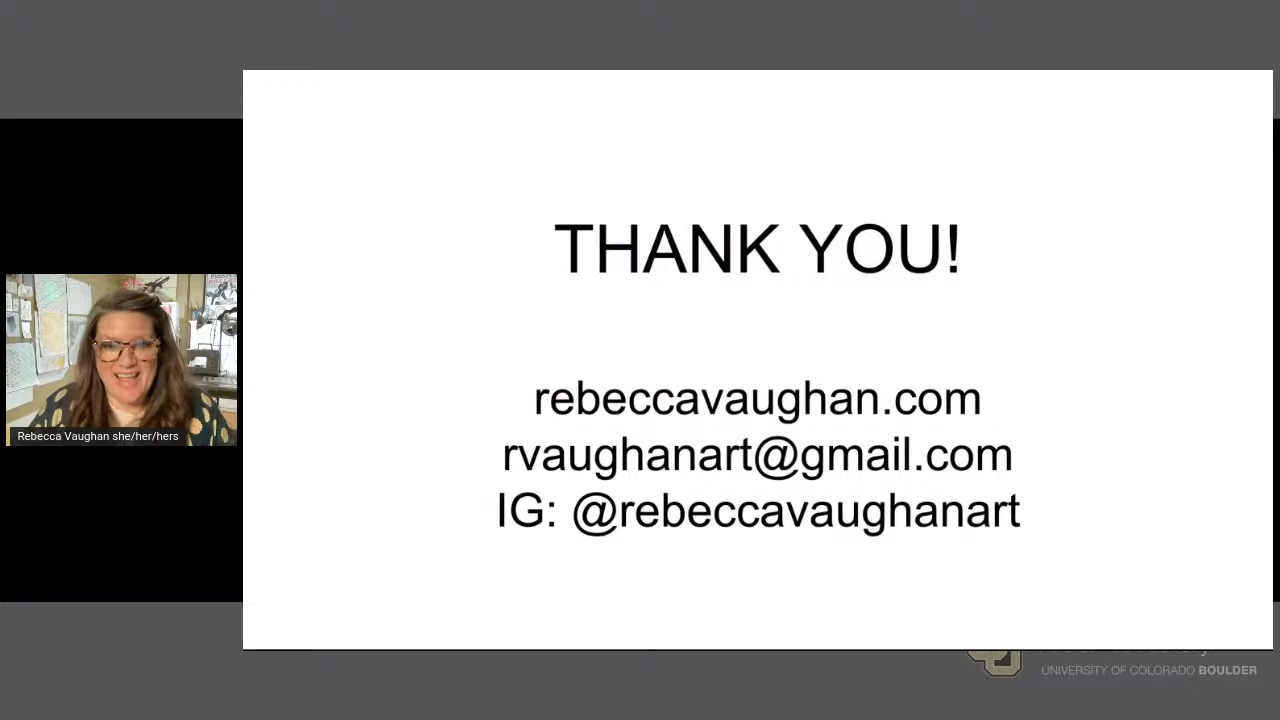 THANK YOU!
rebeccavaughan.com
rvaughanart@gmail.com
IG: @rebeccavaughanart
Rebecca Vaughan she/her/hers
UNIVERSITY OF COLORADO BOULDER